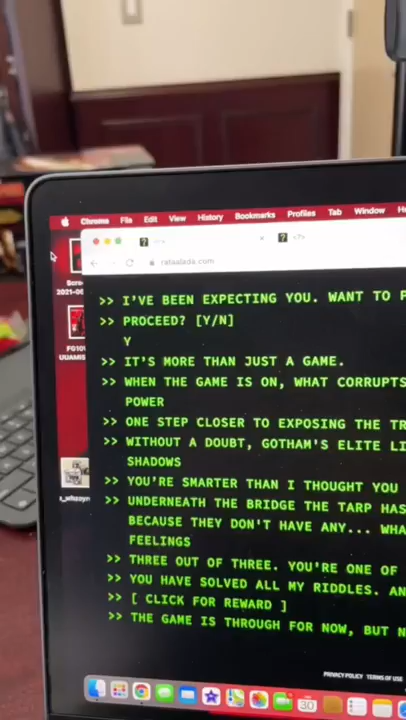 Chrome File Edit View History Bookmarks Profiles Tab Window
rataalada.com
>> I'VE BEEN EXPECTING YOU. WANT TO
>> PROCEED? [Y/N]
Y
>> IT'S MORE THAN JUST A GAME.
>> WHEN THE GAME IS ON, WHAT CORRUPTS
POWER
>> ONE STEP CLOSER TO EXPOSING THE
>> WITHOUT A DOUBT, GOTHAM'S ELITE
SHADOWS
>> YOU'RE SMARTER THAN I THOUGHT YOU
>> UNDERNEATH THE BRIDGE THE TARP HAS
BECAUSE THEY DON'T HAVE ANY...
FEELINGS
>> THREE OUT OF THREE. YOU'RE ONE OF
>> YOU HAVE SOLVED ALL MY RIDDLES.
>> [ CLICK FOR REWARD ]
>> THE GAME IS THROUGH FOR NOW, BUT
PRIVACY POLICY TERMS OF USE
30